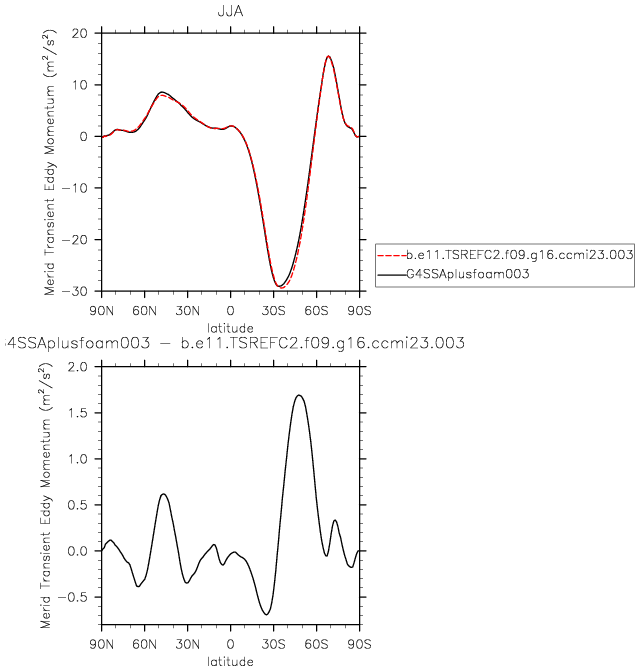 JJA
Merid Transient Eddy Momentum (m²/s²)
20
10
0
−10
−20
−30
90N 60N 30N 0 30S 60S 90S
latitude
b.e11.TSREFC2.f09.g16.ccmi23.003
G4SSAplusfoam003
4SSAplusfoam003 − b.e11.TSREFC2.f09.g16.ccmi23.003
Merid Transient Eddy Momentum (m²/s²)
2.0
1.5
1.0
0.5
0.0
−0.5
90N 60N 30N 0 30S 60S 90S
latitude